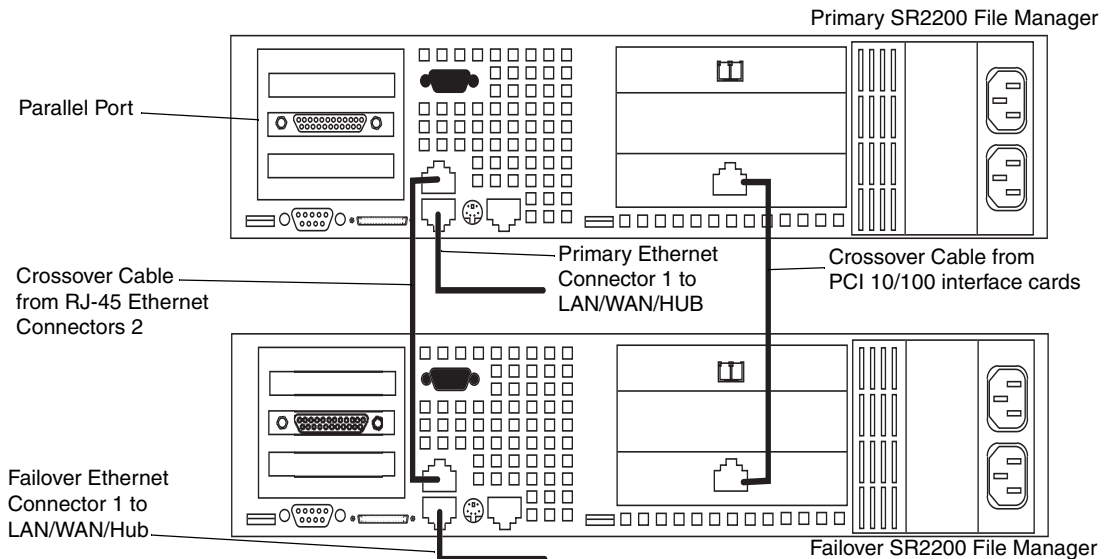 Primary SR2200 File Manager
Parallel Port
Primary Ethernet
Connector 1 to
LAN/WAN/HUB
Crossover Cable from
PCI 10/100 interface cards
Crossover Cable
from RJ-45 Ethernet
Connectors 2
Failover Ethernet
Connector 1 to
LAN/WAN/Hub
Failover SR2200 File Manager